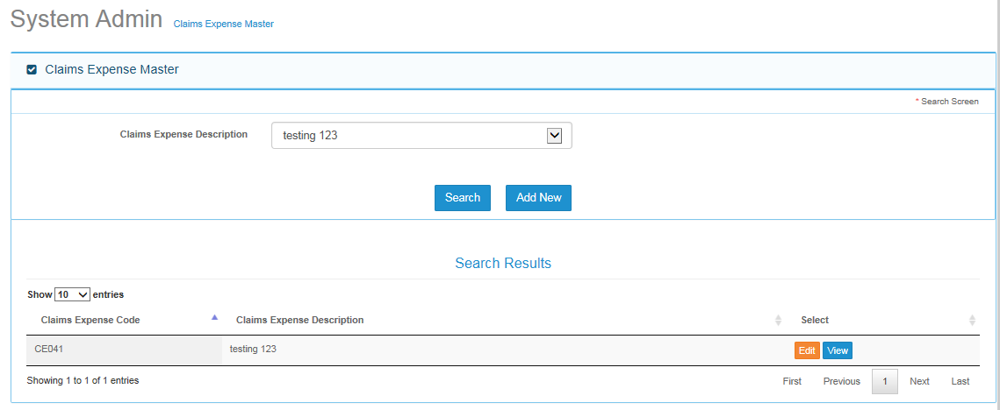 System Admin Claims Expense Master
Claims Expense Master
* Search Screen
Claims Expense Description testing 123
Search Add New
Search Results
Show 10 entries
Claims Expense Code Claims Expense Description Select
CE041 testing 123 Edit View
Showing 1 to 1 of 1 entries First Previous 1 Next Last